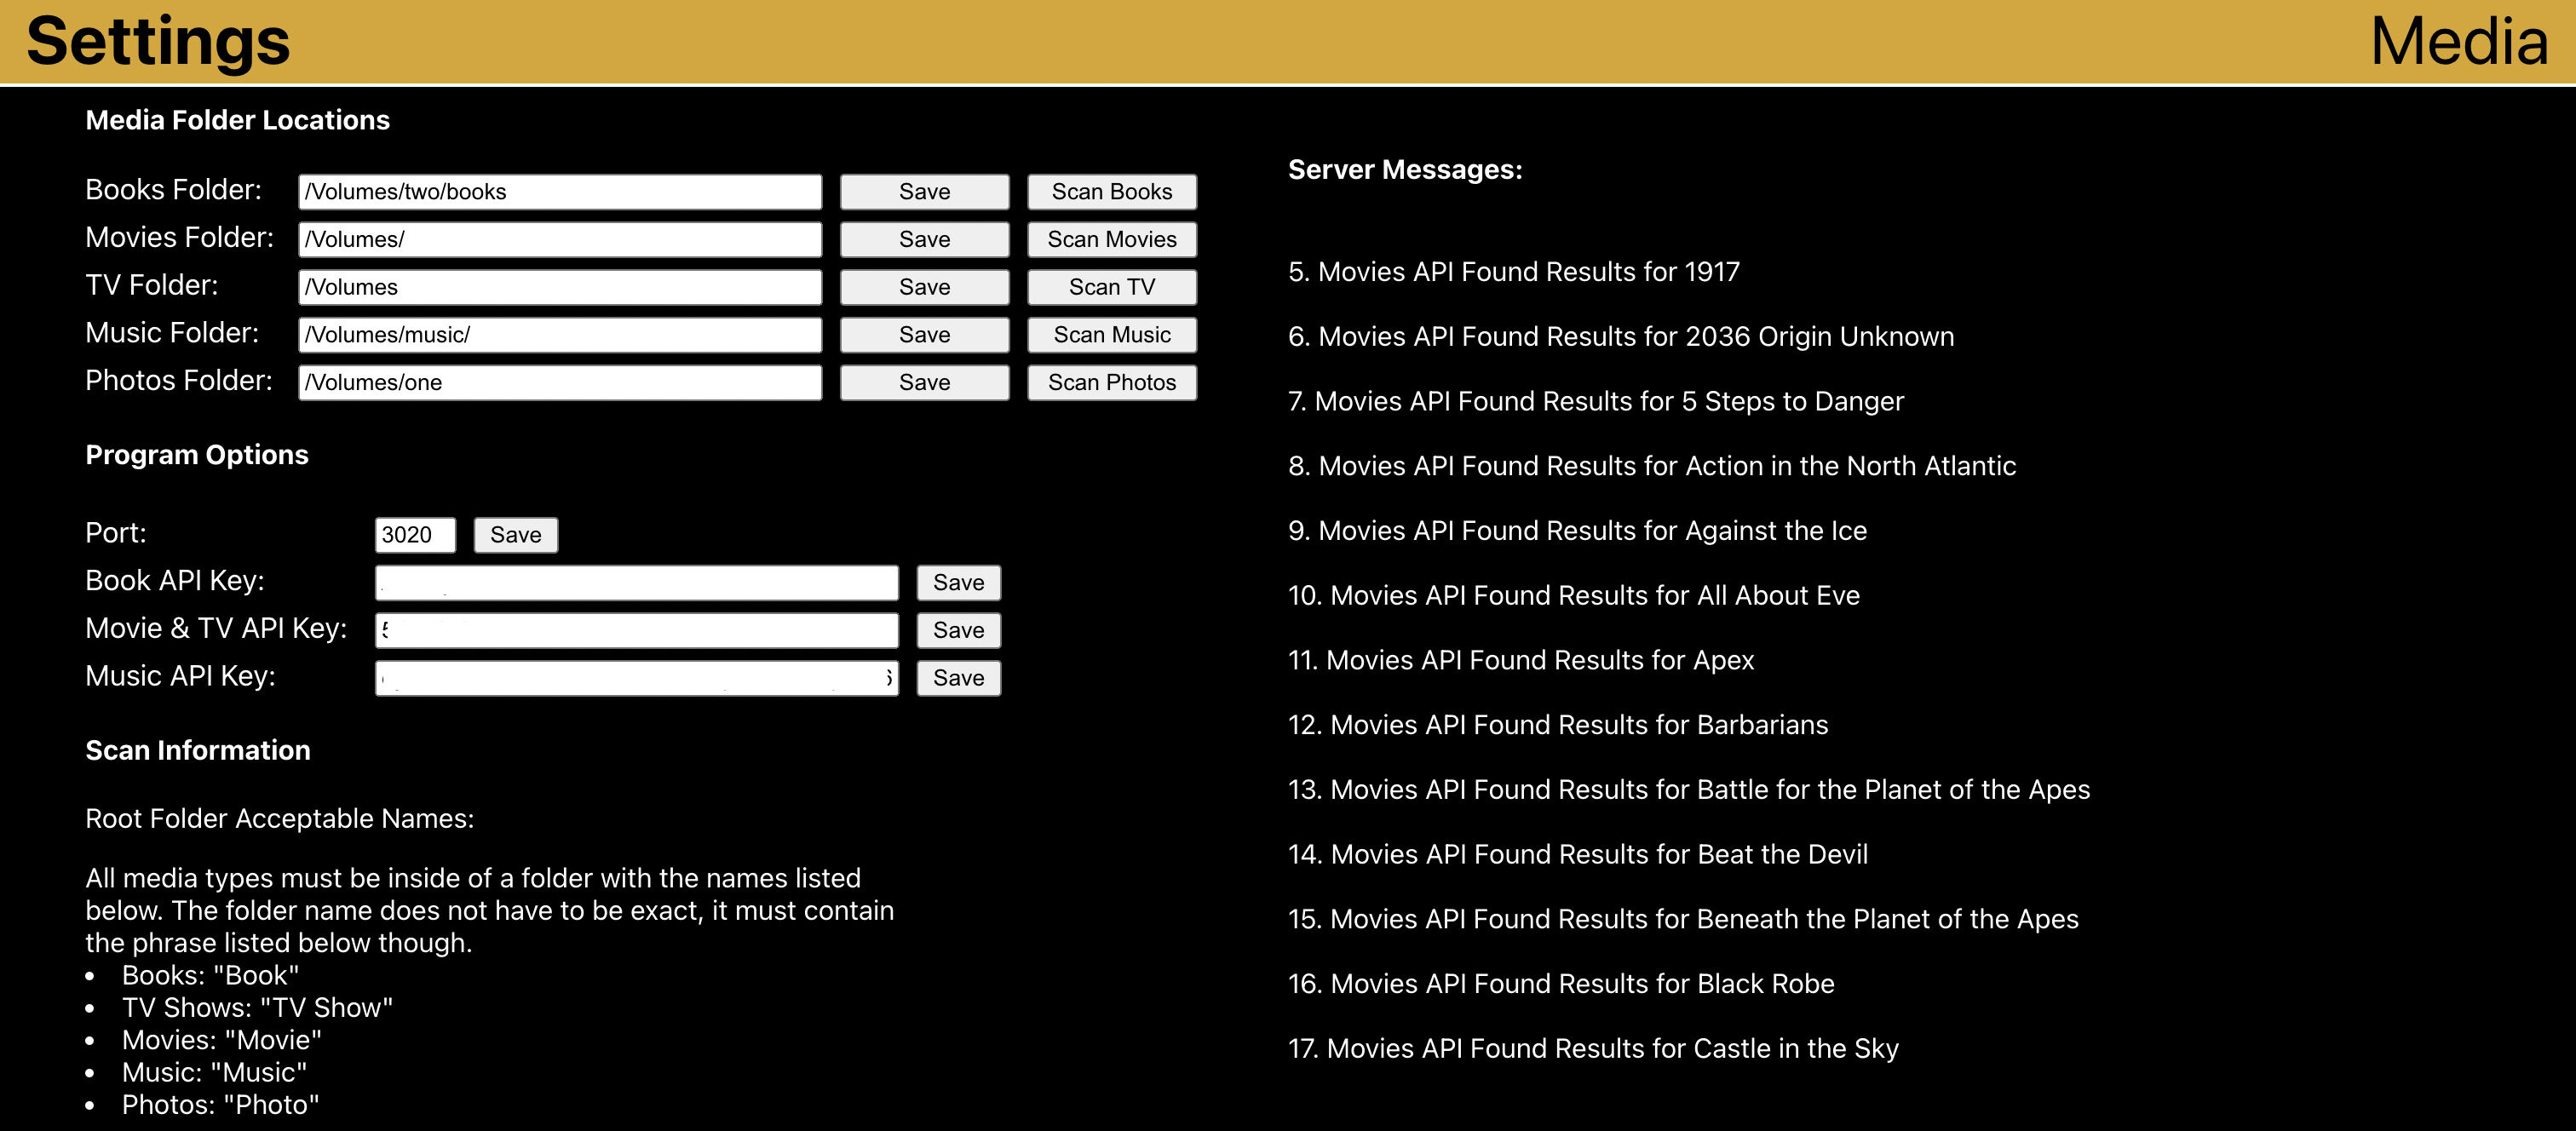 Settings
Media
Media Folder Locations
Books Folder: /Volumes/two/books Save Scan Books
Movies Folder: /Volumes/ Save Scan Movies
TV Folder: /Volumes Save Scan TV
Music Folder: /Volumes/music/ Save Scan Music
Photos Folder: /Volumes/one Save Scan Photos
Program Options
Port: 3020 Save
Book API Key: Save
Movie & TV API Key: Save
Music API Key: Save
Scan Information
Root Folder Acceptable Names:
All media types must be inside of a folder with the names listed
below. The folder name does not have to be exact, it must contain
the phrase listed below though.
• Books: "Book"
• TV Shows: "TV Show"
• Movies: "Movie"
• Music: "Music"
• Photos: "Photo"
Server Messages:
5. Movies API Found Results for 1917
6. Movies API Found Results for 2036 Origin Unknown
7. Movies API Found Results for 5 Steps to Danger
8. Movies API Found Results for Action in the North Atlantic
9. Movies API Found Results for Against the Ice
10. Movies API Found Results for All About Eve
11. Movies API Found Results for Apex
12. Movies API Found Results for Barbarians
13. Movies API Found Results for Battle for the Planet of the Apes
14. Movies API Found Results for Beat the Devil
15. Movies API Found Results for Beneath the Planet of the Apes
16. Movies API Found Results for Black Robe
17. Movies API Found Results for Castle in the Sky